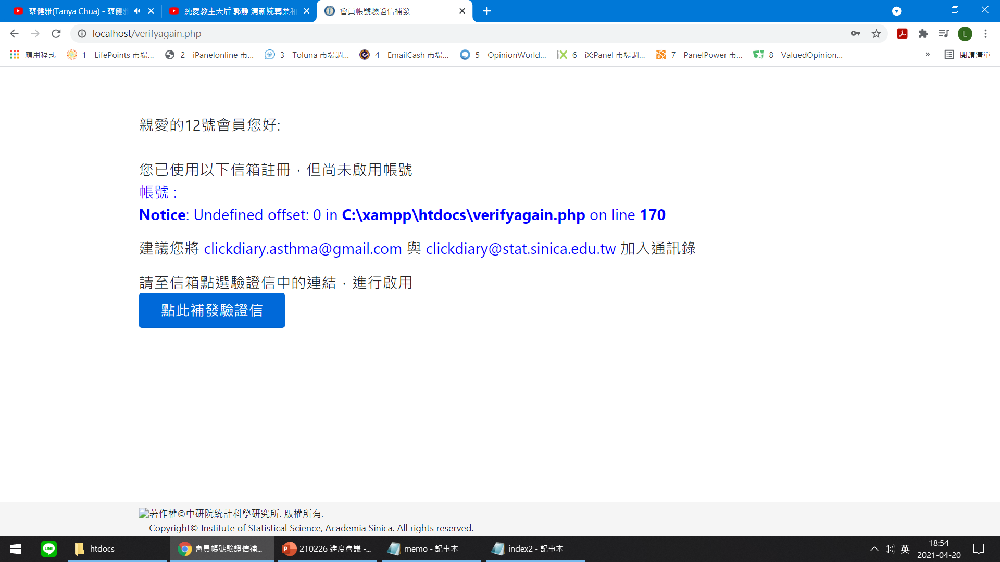 蔡健雅(Tanya Chua) - 蔡健雅
純愛教主天后 郭靜 清新婉轉柔和
會員帳號驗證信補發
localhost/verifyagain.php
L
應用程式
1 LifePoints 市場...
2 iPanelonline 市...
3 Toluna 市場調...
4 EmailCash 市場...
5 OpinionWorld...
6 iX:Panel 市場調...
7 PanelPower 市...
8 ValuedOpinion...
»
閱讀清單
親愛的12號會員您好:
您已使用以下信箱註冊，但尚未啟用帳號
帳號：
Notice: Undefined offset: 0 in C:\xampp\htdocs\verifyagain.php on line 170
建議您將 clickdiary.asthma@gmail.com 與 clickdiary@stat.sinica.edu.tw 加入通訊錄
請至信箱點選驗證信中的連結，進行啟用
點此補發驗證信
著作權©中研院統計科學研究所. 版權所有.
Copyright© Institute of Statistical Science, Academia Sinica. All rights reserved.
LINE
htdocs
會員帳號驗證信補...
210226 進度會議 -...
memo - 記事本
index2 - 記事本
英
18:54
2021-04-20